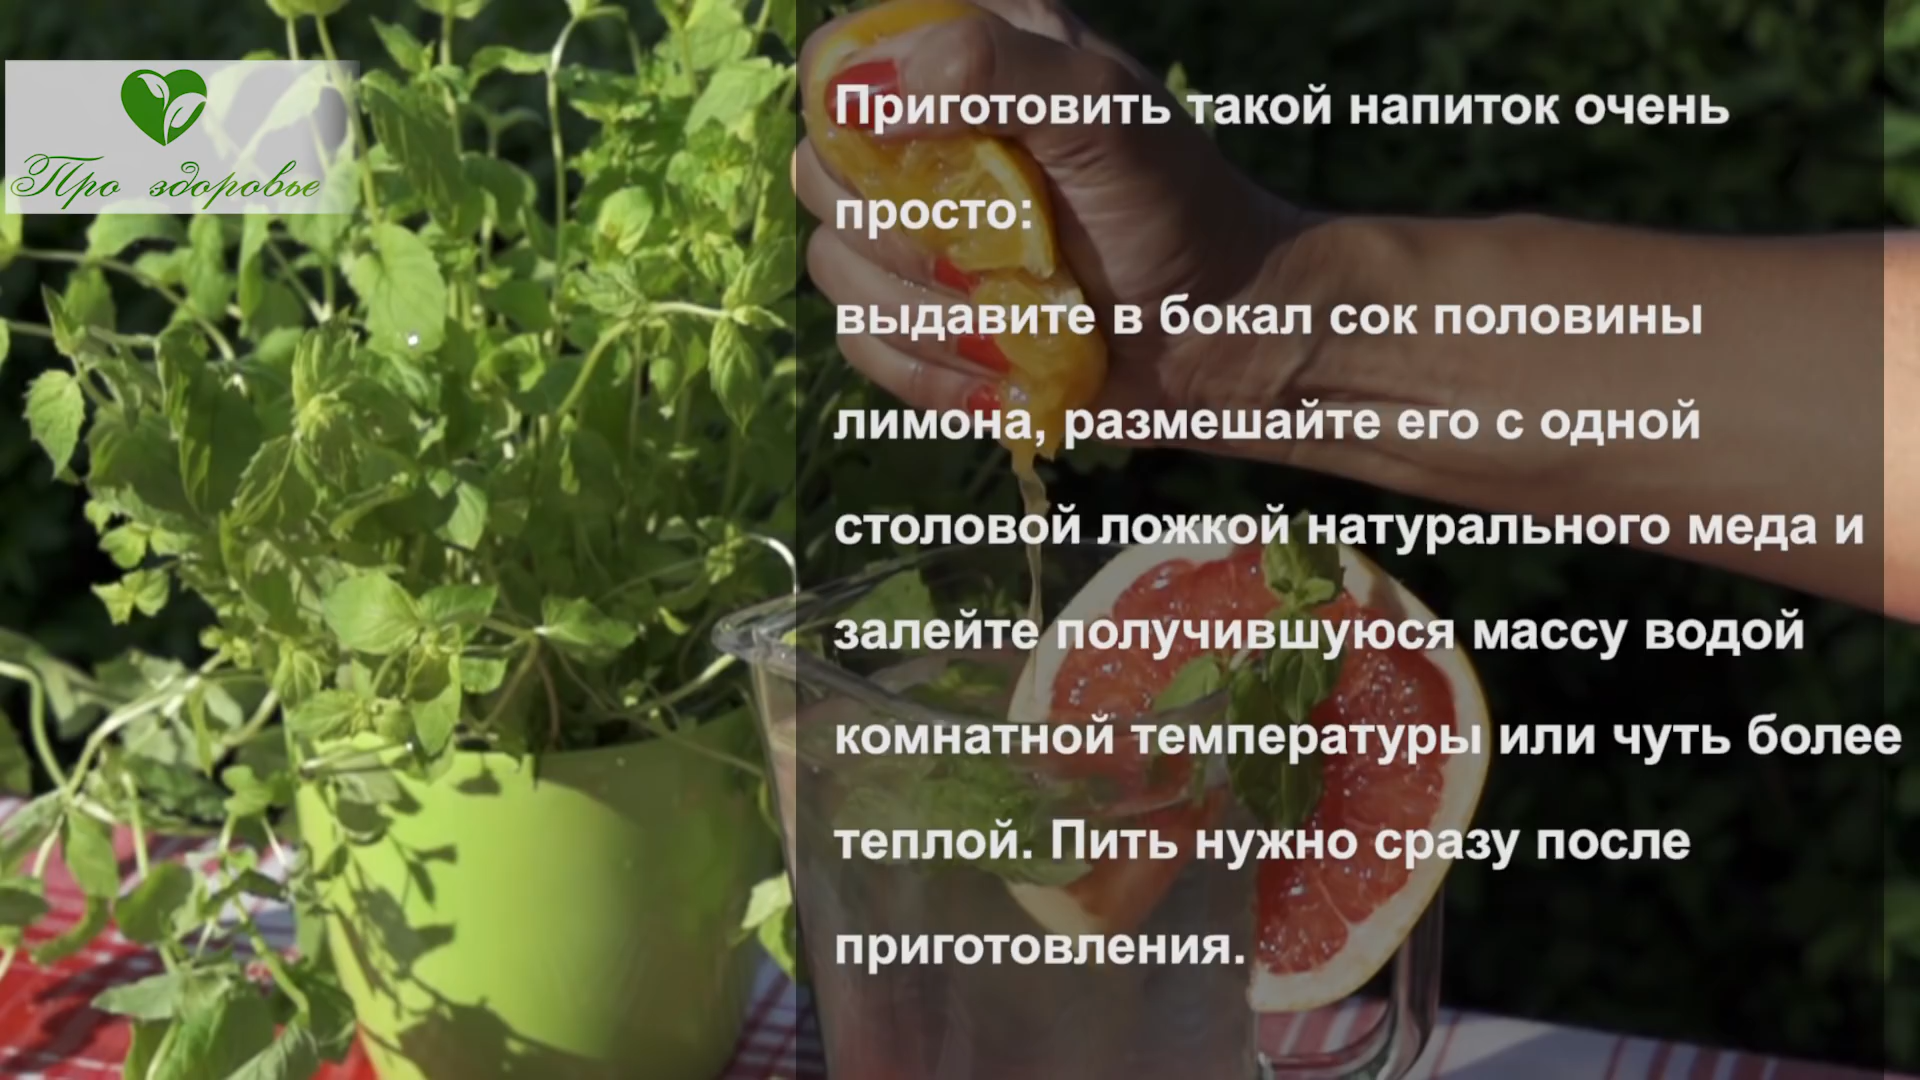 Про здоровье
Приготовить такой напиток очень
просто:
выдавите в бокал сок половины
лимона, размешайте его с одной
столовой ложкой натурального меда и
залейте получившуюся массу водой
комнатной температуры или чуть более
теплой. Пить нужно сразу после
приготовления.